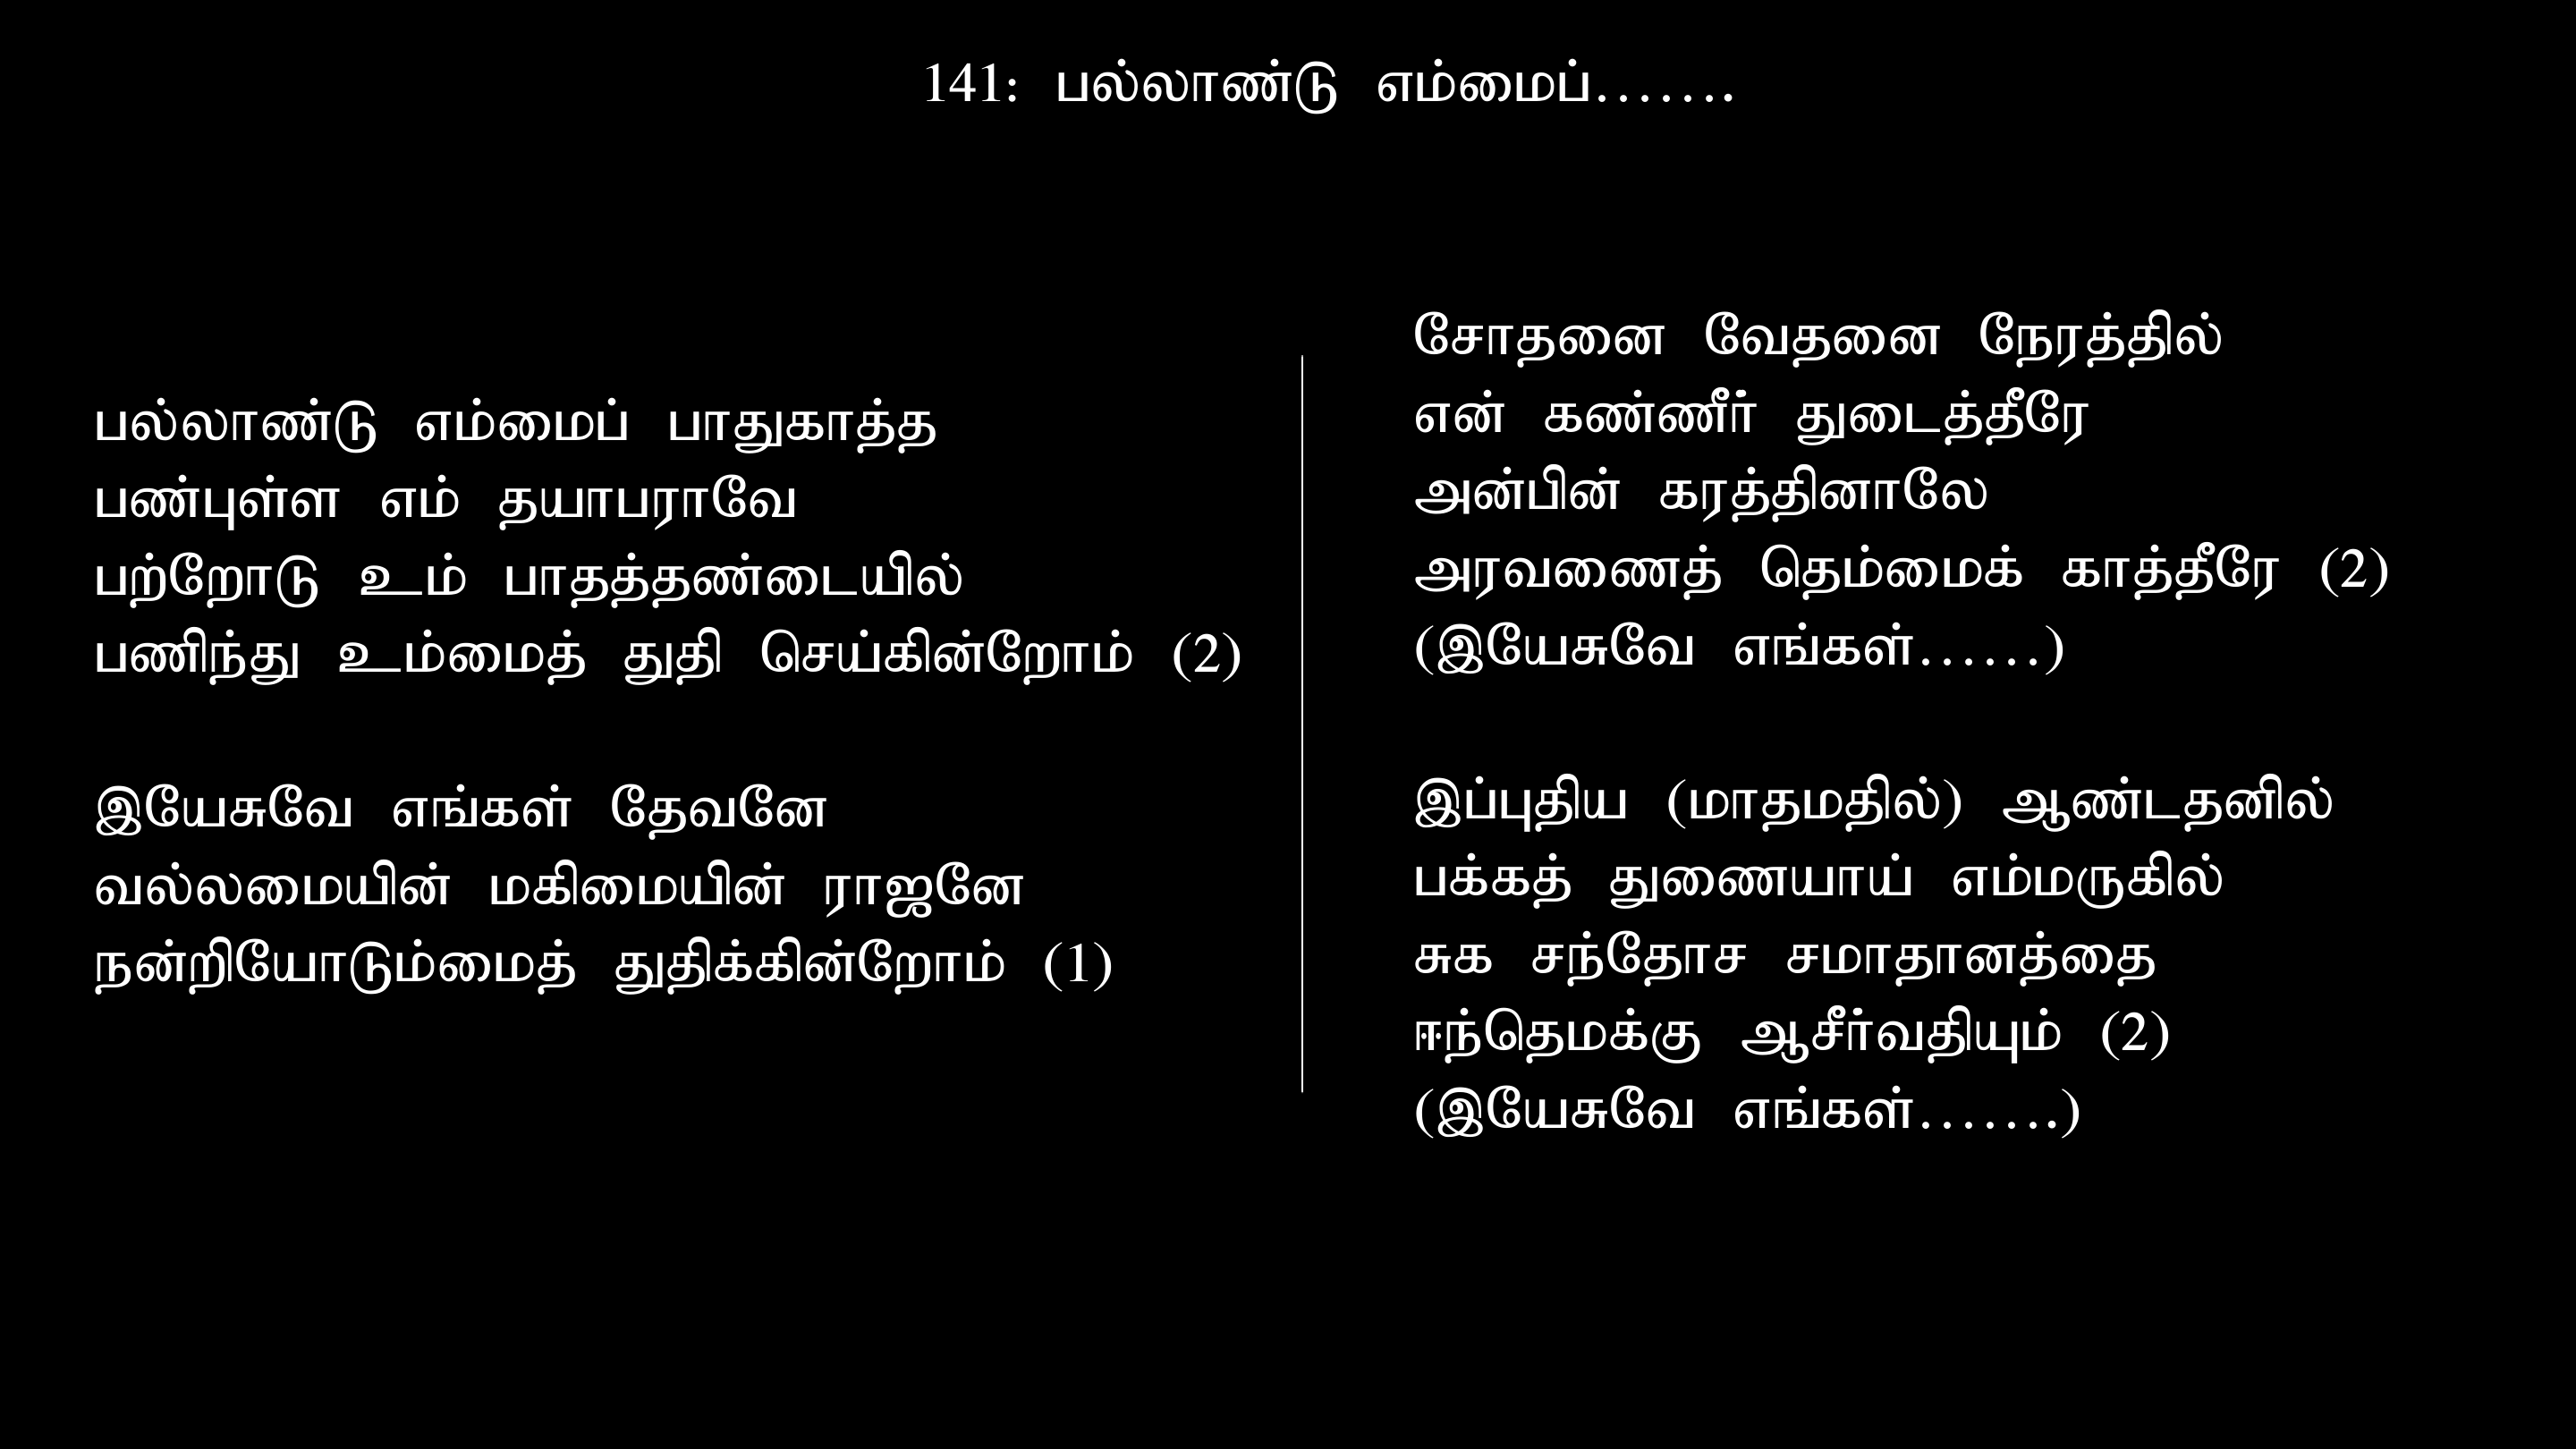 141: பல்லாண்டு எம்மைப்.......
பல்லாண்டு எம்மைப் பாதுகாத்த
பண்புள்ள எம் தயாபராவே
பற்றோடு உம் பாதத்தண்டையில்
பணிந்து உம்மைத் துதி செய்கின்றோம் (2)
இயேசுவே எங்கள் தேவனே
வல்லமையின் மகிமையின் ராஜனே
நன்றியோடும்மைத் துதிக்கின்றோம் (1)
சோதனை வேதனை நேரத்தில்
என் கண்ணீர் துடைத்தீரே
அன்பின் கரத்தினாலே
அரவணைத் தெம்மைக் காத்தீரே (2)
(இயேசுவே எங்கள்......)
இப்புதிய (மாதமதில்) ஆண்டதனில்
பக்கத் துணையாய் எம்மருகில்
சுக சந்தோச சமாதானத்தை
ஈந்தெமக்கு ஆசீர்வதியும் (2)
(இயேசுவே எங்கள்.......)